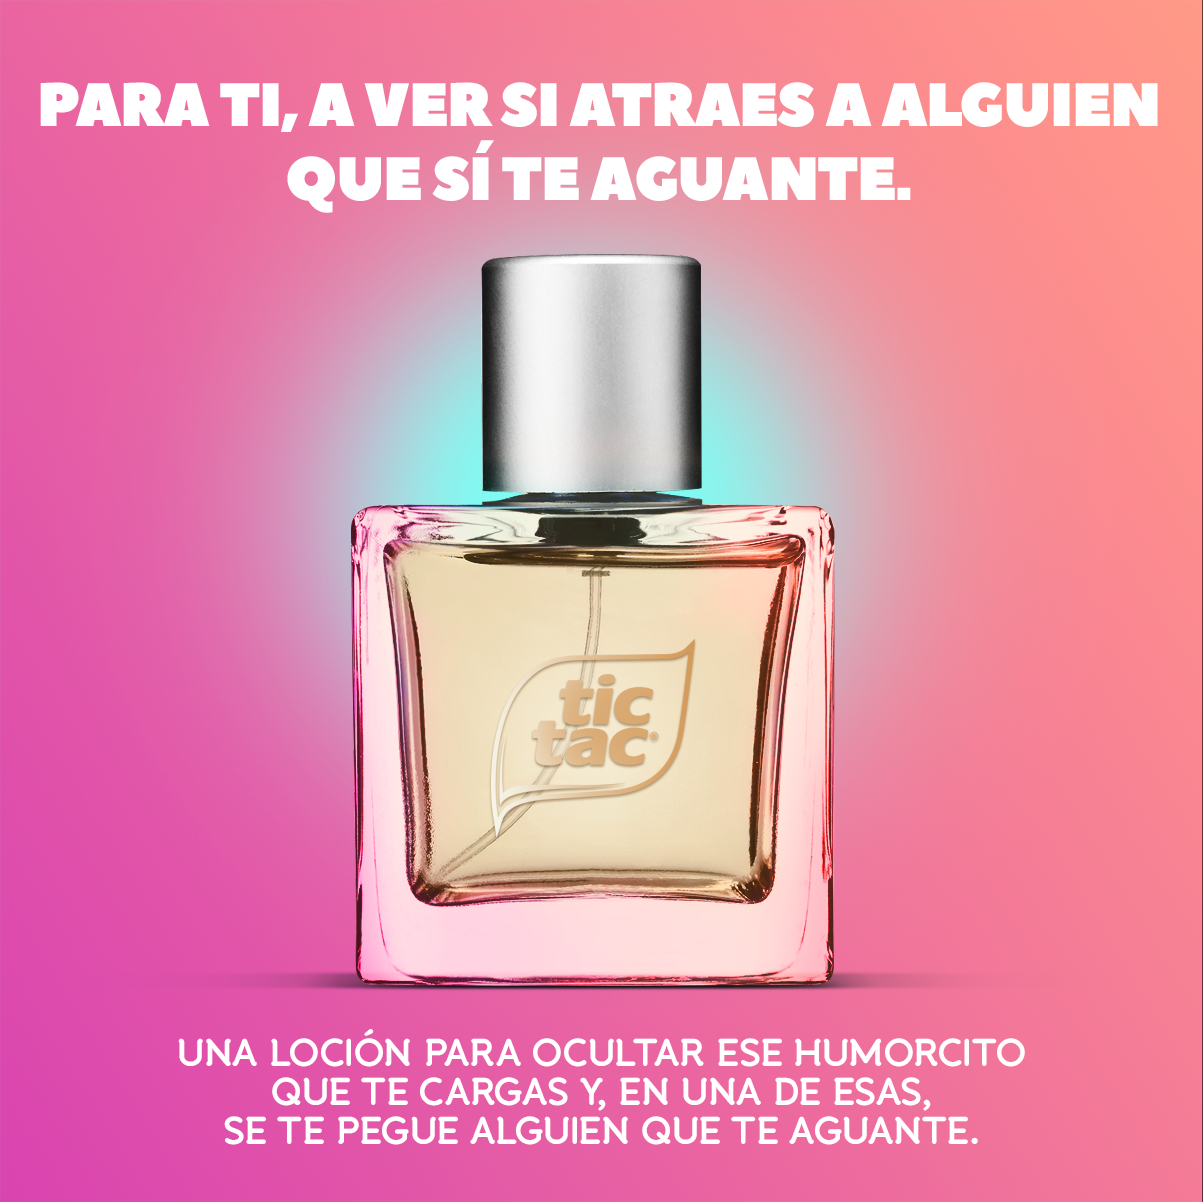 PARA TI, A VER SI ATRAES A ALGUIEN
QUE SÍ TE AGUANTE.
tic
tac®
UNA LOCIÓN PARA OCULTAR ESE HUMORCITO
QUE TE CARGAS Y, EN UNA DE ESAS,
SE TE PEGUE ALGUIEN QUE TE AGUANTE.